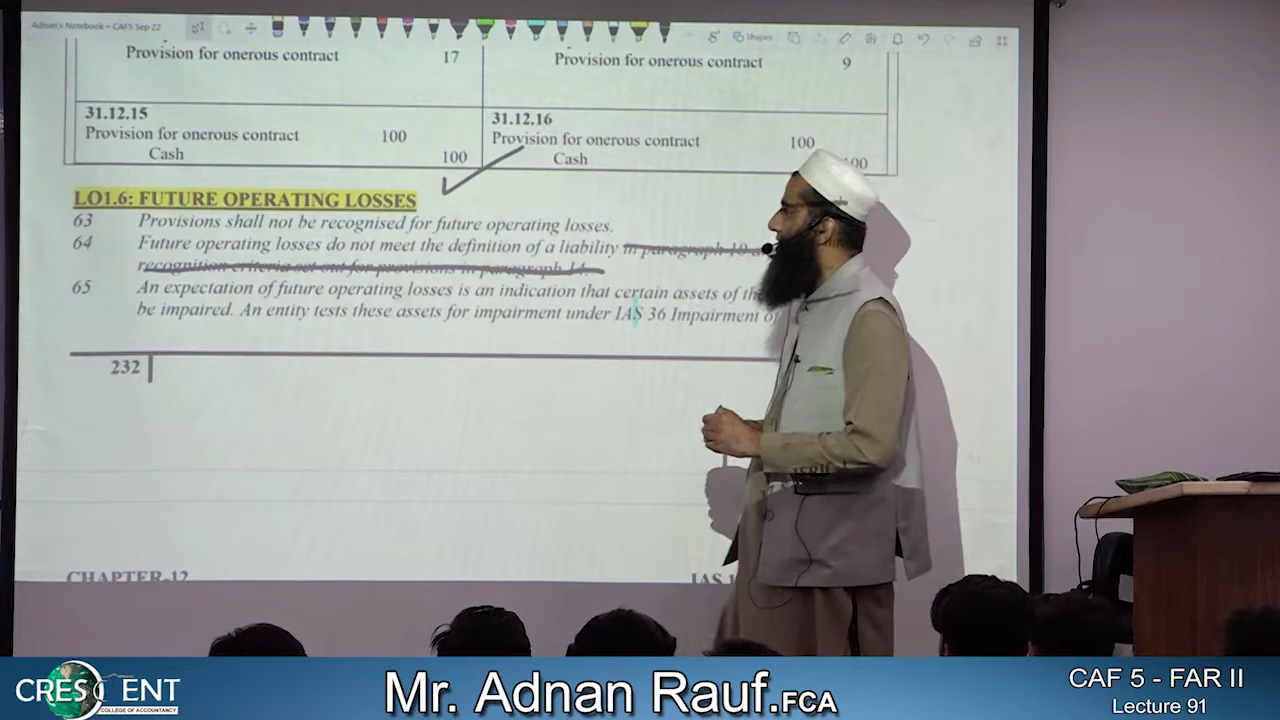 Adnan's Notebook • CAF5 Sep 22
Shapes
Provision for onerous contract 17
Provision for onerous contract 9
31.12.15
Provision for onerous contract 100
Cash 100
31.12.16
Provision for onerous contract 100
Cash 100
LO1.6: FUTURE OPERATING LOSSES
63 Provisions shall not be recognised for future operating losses.
64 Future operating losses do not meet the definition of a liability in paragraph 10
recognition criteria set out for provisions in paragraph 14.
65 An expectation of future operating losses is an indication that certain assets of
be impaired. An entity tests these assets for impairment under IAS 36 Impairment
232
CHAPTER-12
IAS
CRESCENT
COLLEGE OF ACCOUNTANCY
Mr. Adnan Rauf.FCA
CAF 5 - FAR II
Lecture 91